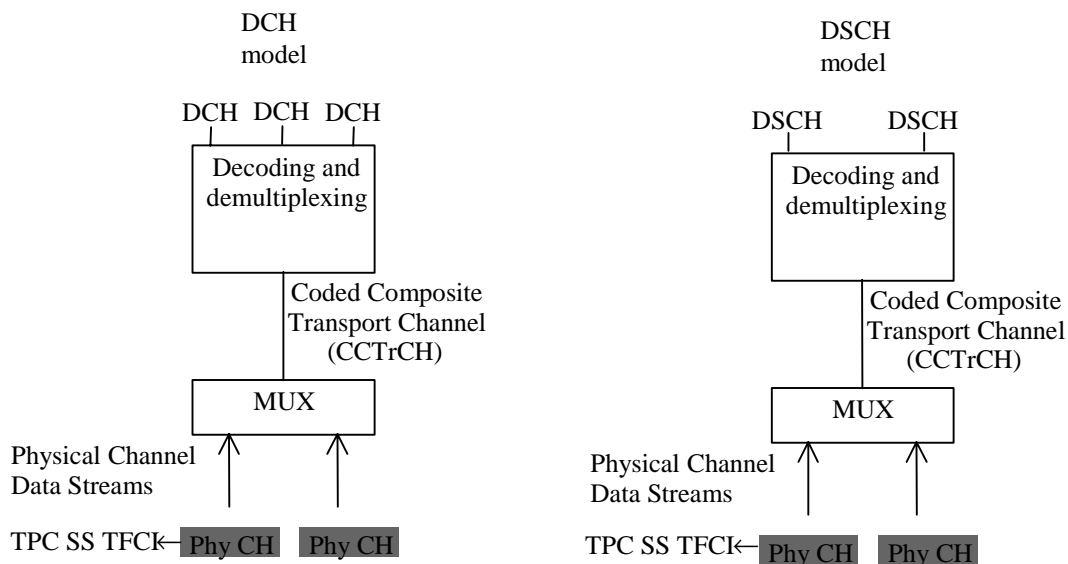 DCH
model
DCH DCH DCH
Decoding and
demultiplexing
Coded Composite
Transport Channel
(CCTrCH)
MUX
Physical Channel
Data Streams
TPC SS TFCI
Phy CH
Phy CH
DSCH
model
DSCH DSCH
Decoding and
demultiplexing
Coded Composite
Transport Channel
(CCTrCH)
MUX
Physical Channel
Data Streams
TPC SS TFCI
Phy CH
Phy CH